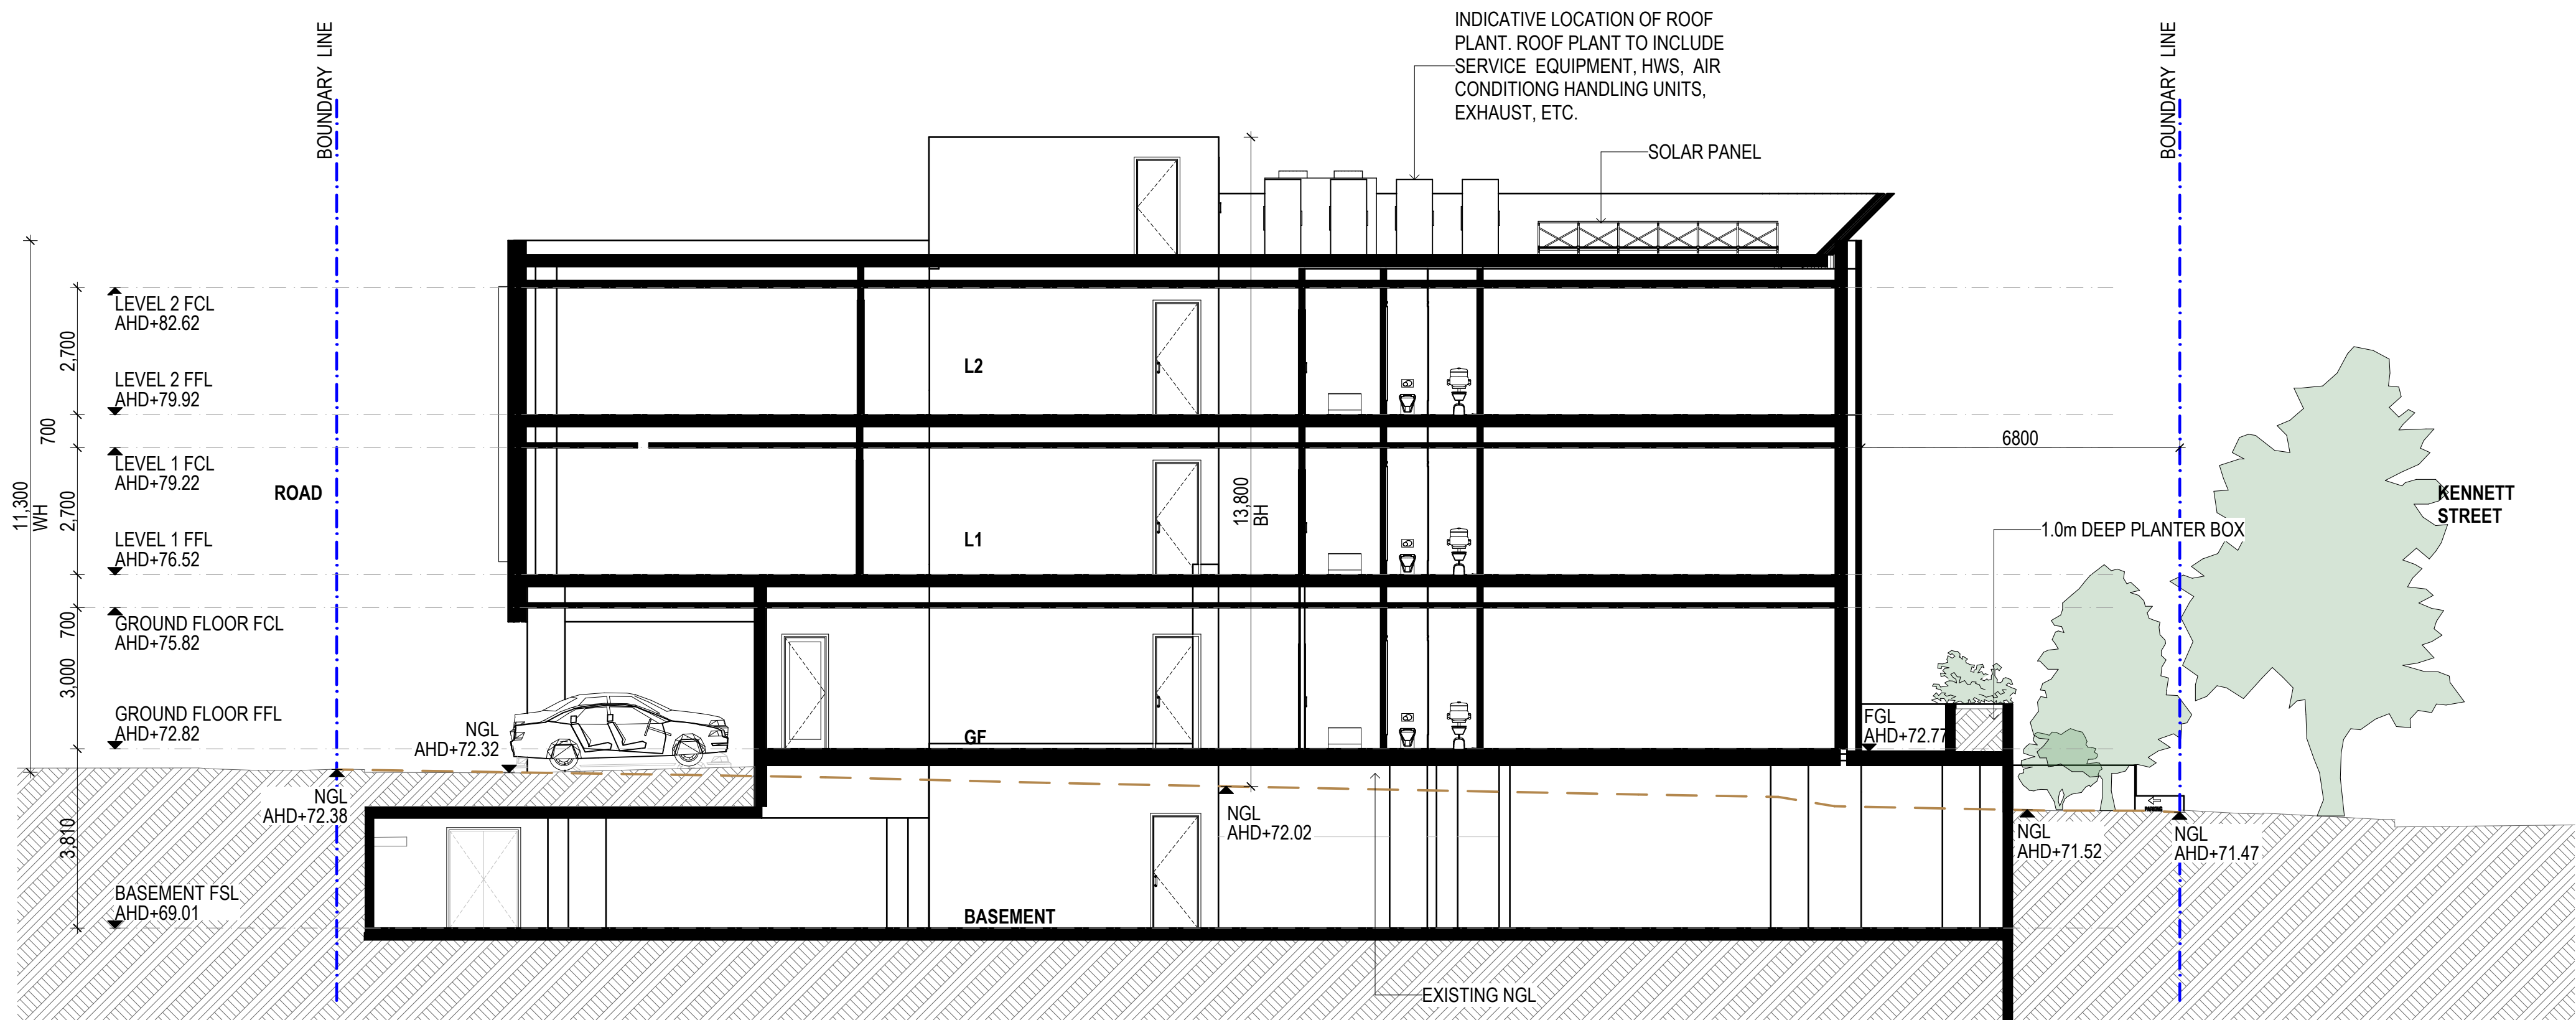 BOUNDARY LINE
INDICATIVE LOCATION OF ROOF
PLANT. ROOF PLANT TO INCLUDE
SERVICE EQUIPMENT, HWS, AIR
CONDITIONG HANDLING UNITS,
EXHAUST, ETC.
SOLAR PANEL
BOUNDARY LINE
LEVEL 2 FCL
AHD+82.62
2,700
LEVEL 2 FFL
AHD+79.92
L2
700
LEVEL 1 FCL
AHD+79.22
6800
ROAD
11,300
WH
2,700
13,800
BH
KENNETT
STREET
LEVEL 1 FFL
AHD+76.52
L1
1.0m DEEP PLANTER BOX
700
GROUND FLOOR FCL
AHD+75.82
3,000
GROUND FLOOR FFL
AHD+72.82
NGL
AHD+72.32
GF
FGL
AHD+72.77
NGL
AHD+72.38
NGL
AHD+72.02
PARKING
NGL
AHD+71.52
NGL
AHD+71.47
3,810
BASEMENT FSL
AHD+69.01
BASEMENT
EXISTING NGL